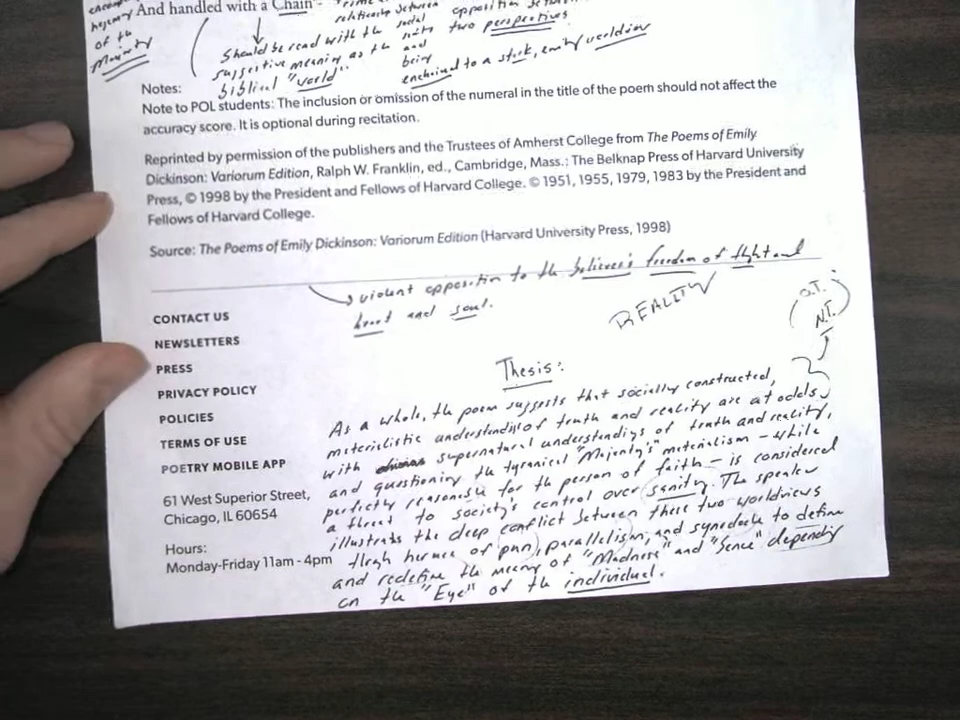 hegemony And handled with a Chain –
of the
Majority
relationship between
social
opposition
two perspectives
Should be read with the
suggestive meaning as the
biblical "world"
and
being
enchained to a
worldview
Notes:
Note to POL students: The inclusion or omission of the numeral in the title of the poem should not affect the
accuracy score. It is optional during recitation.
Reprinted by permission of the publishers and the Trustees of Amherst College from The Poems of Emily
Dickinson: Variorum Edition, Ralph W. Franklin, ed., Cambridge, Mass.: The Belknap Press of Harvard University
Press, © 1998 by the President and Fellows of Harvard College. © 1951, 1955, 1979, 1983 by the President and
Fellows of Harvard College.
Source: The Poems of Emily Dickinson: Variorum Edition (Harvard University Press, 1998)
violent opposition to the believer's freedom of thought and
heart and soul.
REALITY
O.T.
N.T.
CONTACT US
NEWSLETTERS
PRESS
PRIVACY POLICY
POLICIES
TERMS OF USE
POETRY MOBILE APP
61 West Superior Street,
Chicago, IL 60654
Hours:
Monday-Friday 11am - 4pm
Thesis:
As a whole, the poem suggests that socially constructed,
materialistic understandings of truth and reality are at odds
with supernatural understandings of truth and reality,
and questioning the tyrannical "Majority's" materialism – while
perfectly reasonable for the person of faith – is considered
a threat to society's control over sanity. The speaker
illustrates the deep conflict between these two worldviews
through her use of pun, parallelism, and synecdoche to define
and redefine the meaning of "Madness" and "Sense" depending
on the "Eye" of the individual.